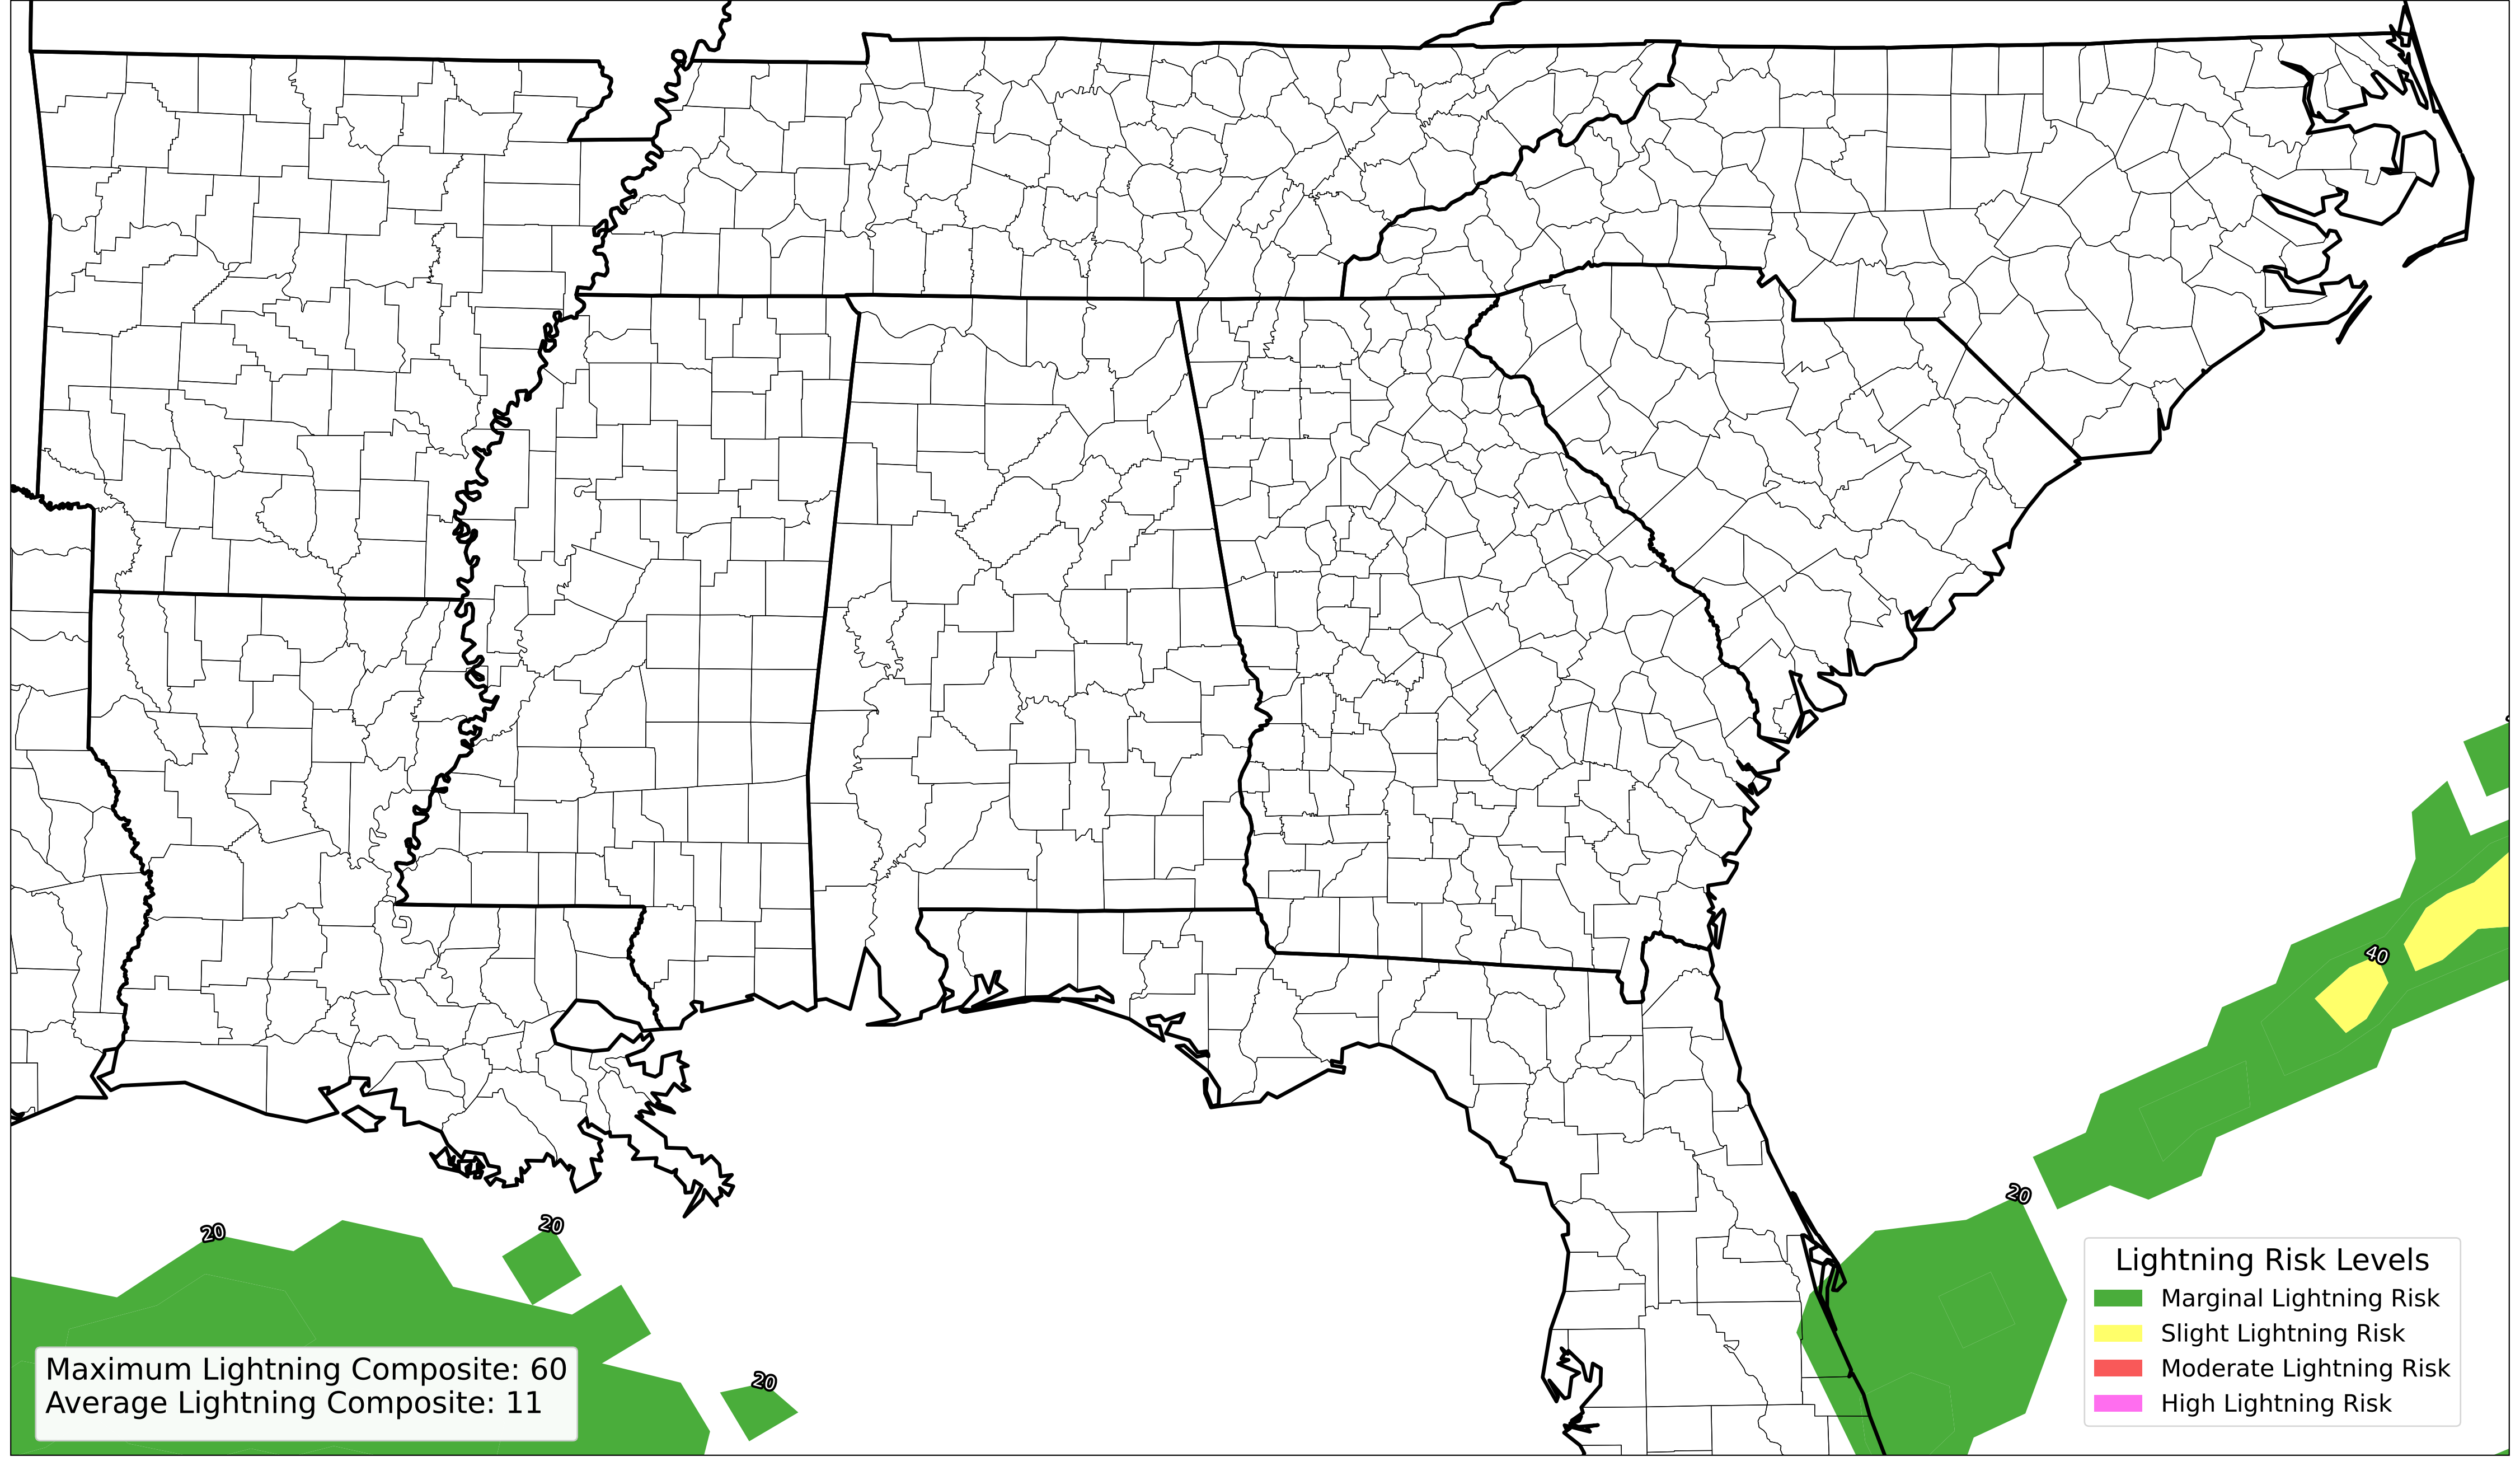 40
20
20
20
20
Maximum Lightning Composite: 60
Average Lightning Composite: 11
Lightning Risk Levels
Marginal Lightning Risk
Slight Lightning Risk
Moderate Lightning Risk
High Lightning Risk